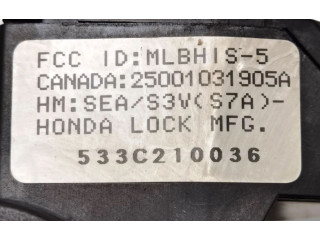 FCC ID:MLBHIS-5
CANADA:25001031905A
HM:SEA/S3V(S7A)-
HONDA LOCK MFG.
533C210036